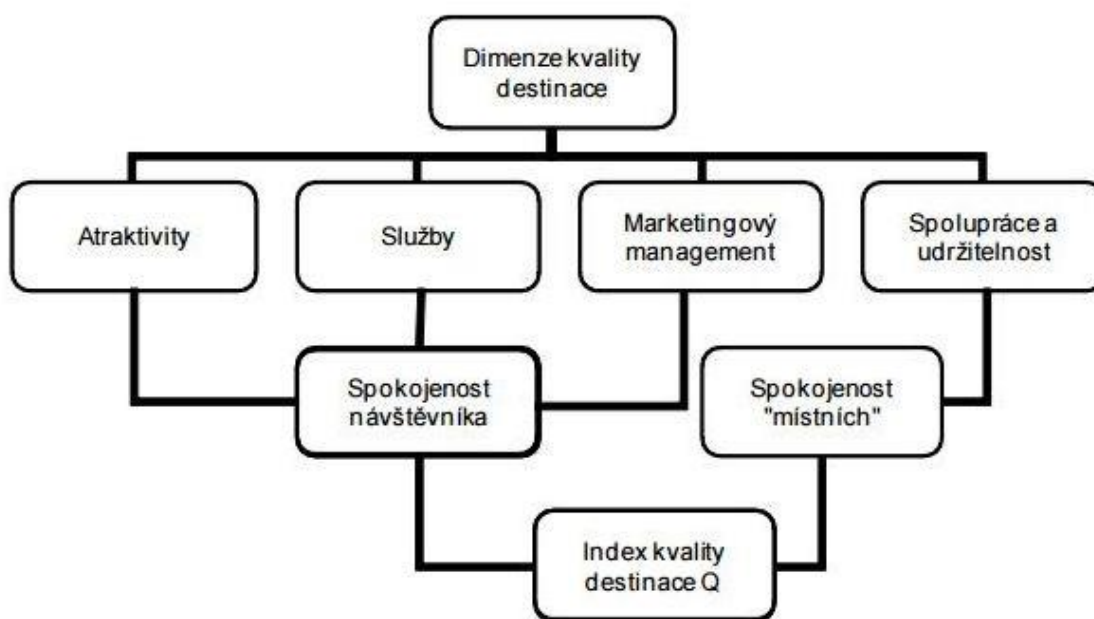 Dimenze kvality
destinace
Atraktivity
Služby
Marketingový
management
Spolupráce a
udržitelnost
Spokojenost
návštěvníka
Spokojenost
"místních"
Index kvality
destinace Q